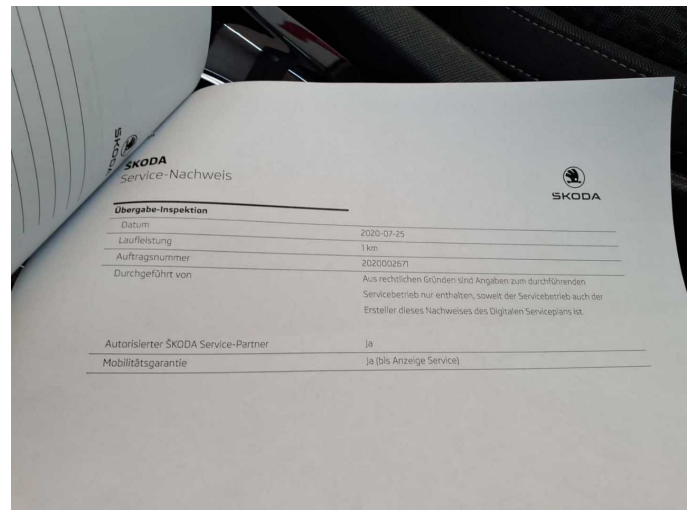 ŠKODA
ŠKODA
Service-Nachweis
ŠKODA
Übergabe-Inspektion
Datum 2020-07-25
Laufleistung 1 km
Auftragsnummer 2020002671
Durchgeführt von Aus rechtlichen Gründen sind Angaben zum durchführenden
Servicebetrieb nur enthalten, soweit der Servicebetrieb auch der
Ersteller dieses Nachweises des Digitalen Serviceplans ist.
Autorisierter ŠKODA Service-Partner Ja
Mobilitätsgarantie Ja (bis Anzeige Service)